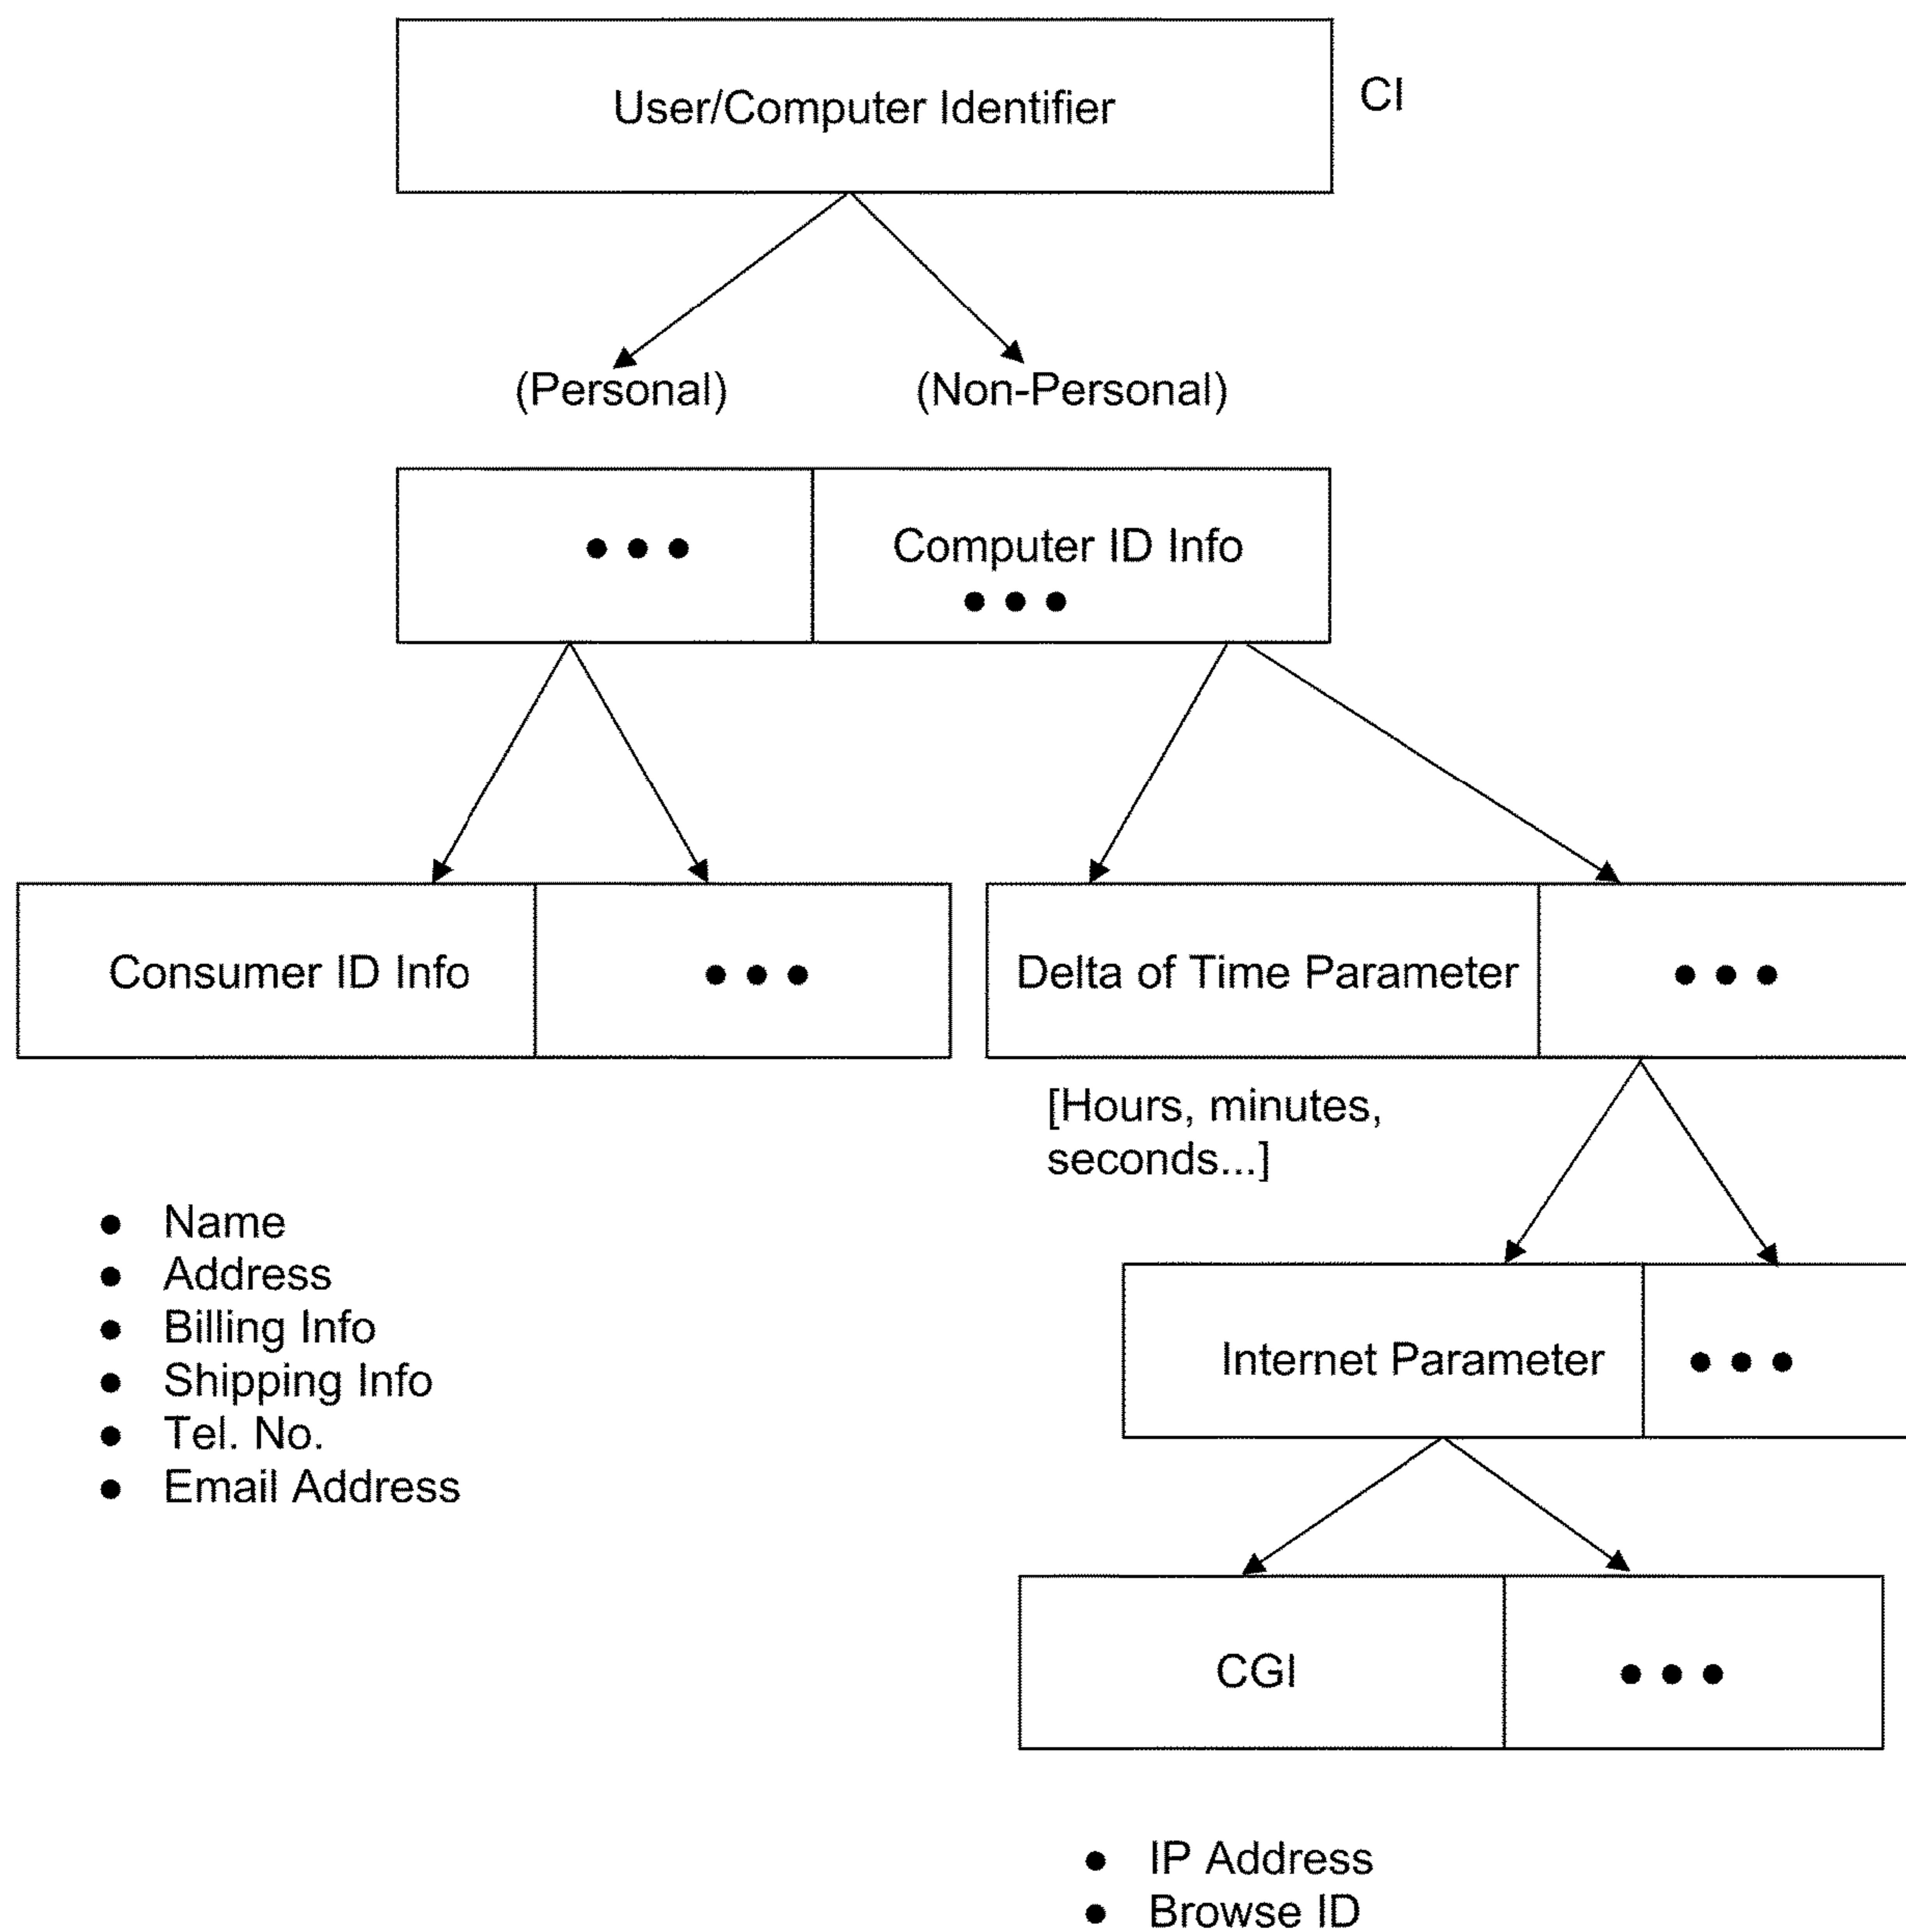 User/Computer Identifier
CI
(Personal)
(Non-Personal)
• • •
Computer ID Info
• • •
Consumer ID Info
• • •
Delta of Time Parameter
• • •
[Hours, minutes,
seconds...]
• Name
• Address
• Billing Info
• Shipping Info
• Tel. No.
• Email Address
Internet Parameter
• • •
CGI
• • •
• IP Address
• Browse ID